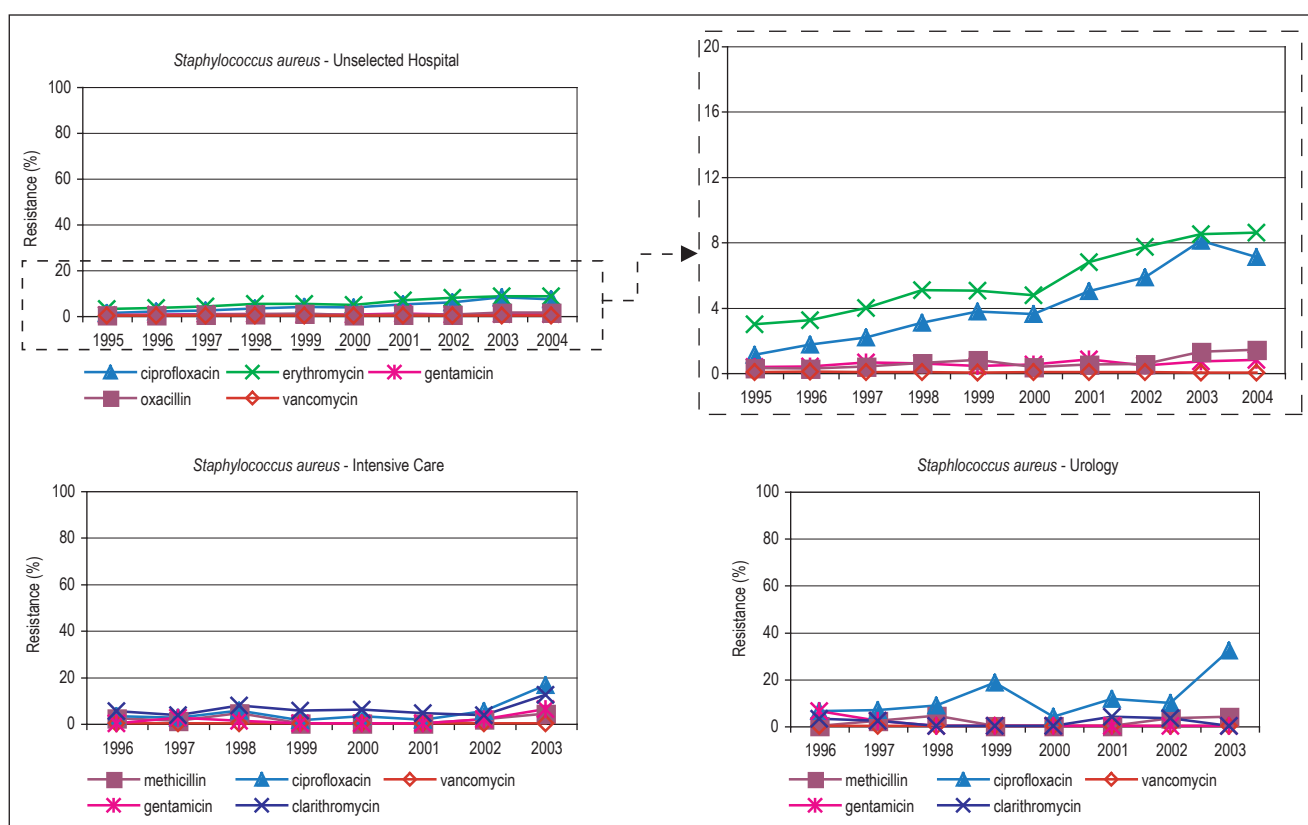 Staphylococcus aureus - Unselected Hospital
Resistance (%)
100
80
60
40
20
0
1995 1996 1997 1998 1999 2000 2001 2002 2003 2004
ciprofloxacin erythromycin gentamicin
oxacillin vancomycin
20
16
12
8
4
0
1995 1996 1997 1998 1999 2000 2001 2002 2003 2004
Staphylococcus aureus - Intensive Care
Resistance (%)
100
80
60
40
20
0
1996 1997 1998 1999 2000 2001 2002 2003
methicillin ciprofloxacin vancomycin
gentamicin clarithromycin
Staphlococcus aureus - Urology
Resistance (%)
100
80
60
40
20
0
1996 1997 1998 1999 2000 2001 2002 2003
methicillin ciprofloxacin vancomycin
gentamicin clarithromycin